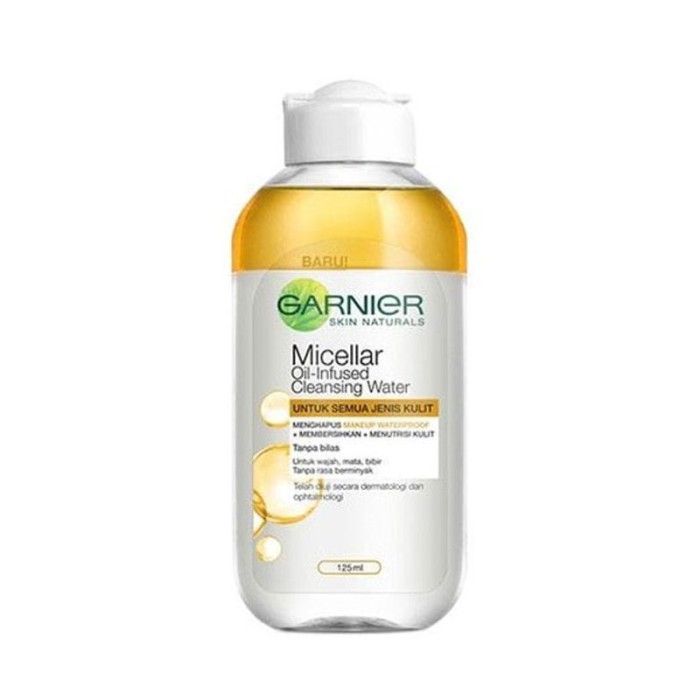 BARU!
GARNIER
SKIN NATURALS
Micellar
Oil-Infused
Cleansing Water
UNTUK SEMUA JENIS KULIT
MENGHAPUS MAKEUP WATERPROOF
+ MEMBERSIHKAN + MENUTRISI KULIT
Tanpa bilas
Untuk wajah, mata, bibir
Tanpa rasa berminyak
Telah diuji secara dermatologi dan
ophtalmologi
125ml